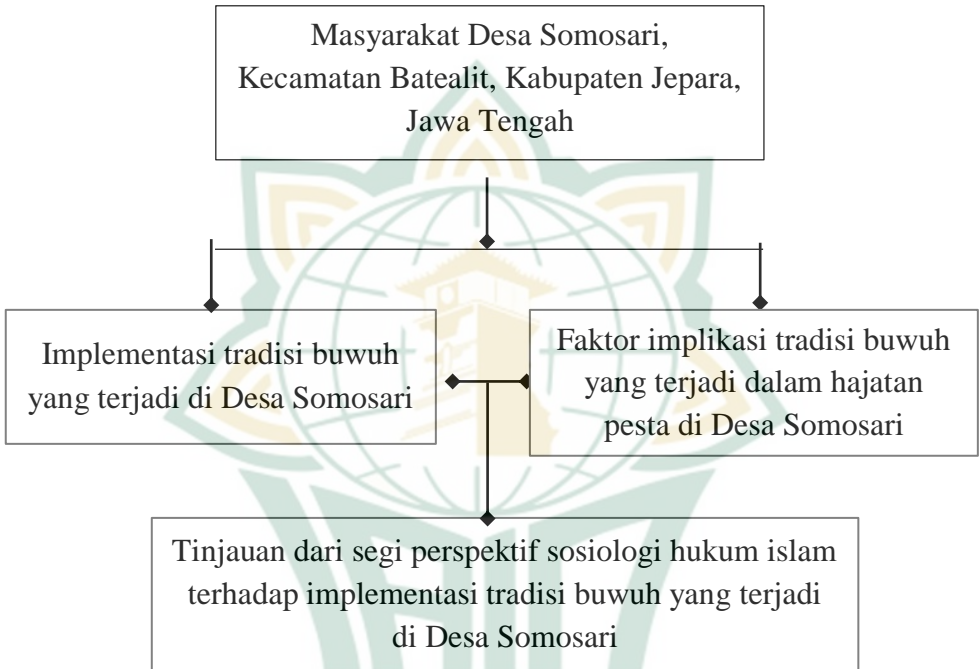 Masyarakat Desa Somosari,
Kecamatan Batealit, Kabupaten Jepara,
Jawa Tengah
Implementasi tradisi buwuh
yang terjadi di Desa Somosari
Faktor implikasi tradisi buwuh
yang terjadi dalam hajatan
pesta di Desa Somosari
Tinjauan dari segi perspektif sosiologi hukum islam
terhadap implementasi tradisi buwuh yang terjadi
di Desa Somosari